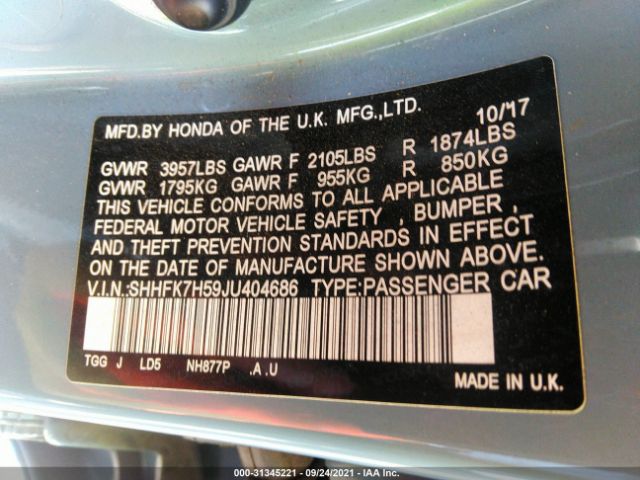 MFD.BY HONDA OF THE U.K. MFG.,LTD. 10/'17
GVWR 3957LBS GAWR F 2105LBS R 1874LBS
GVWR 1795KG GAWR F 955KG R 850KG
THIS VEHICLE CONFORMS TO ALL APPLICABLE
FEDERAL MOTOR VEHICLE SAFETY , BUMPER ,
AND THEFT PREVENTION STANDARDS IN EFFECT
ON THE DATE OF MANUFACTURE SHOWN ABOVE.
V.I.N.:SHHFK7H59JU404686 TYPE:PASSENGER CAR
TGG J LD5 NH877P .A .U MADE IN U.K.
000-31345221 - 09/24/2021 - IAA Inc.